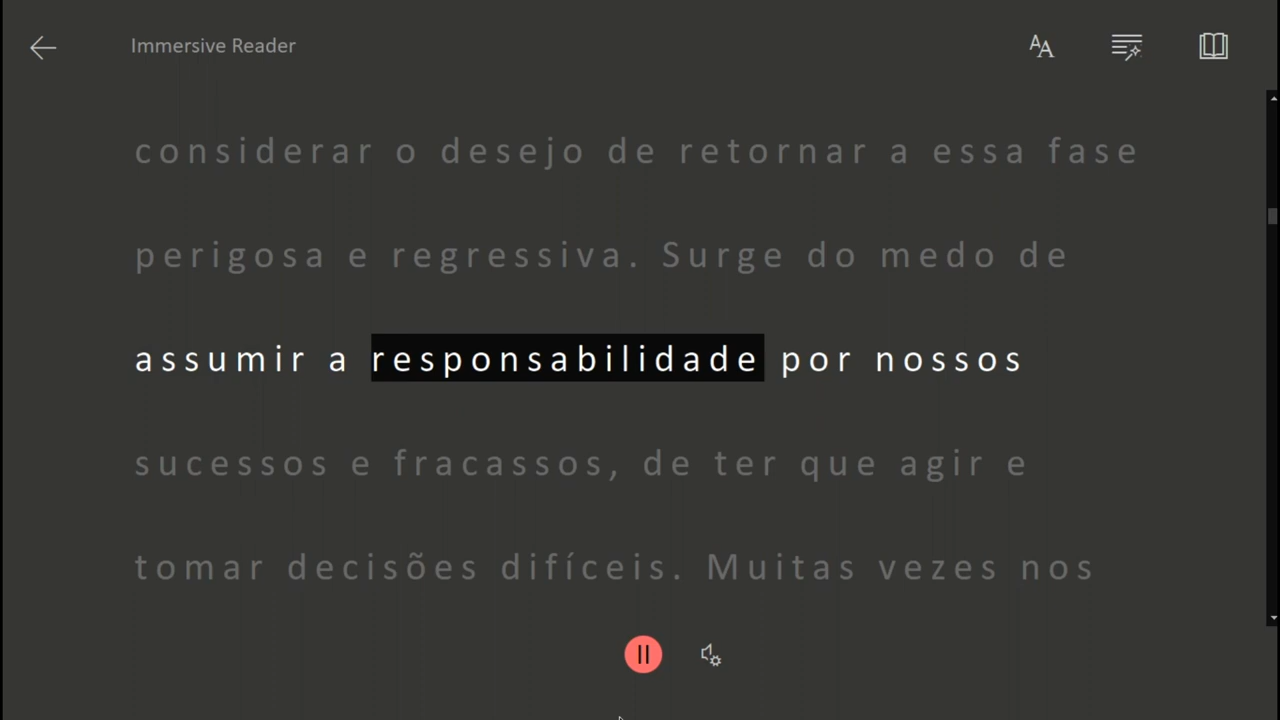 Immersive Reader
considerar o desejo de retornar a essa fase
perigosa e regressiva. Surge do medo de
assumir a responsabilidade por nossos
sucessos e fracassos, de ter que agir e
tomar decisões difíceis. Muitas vezes nos